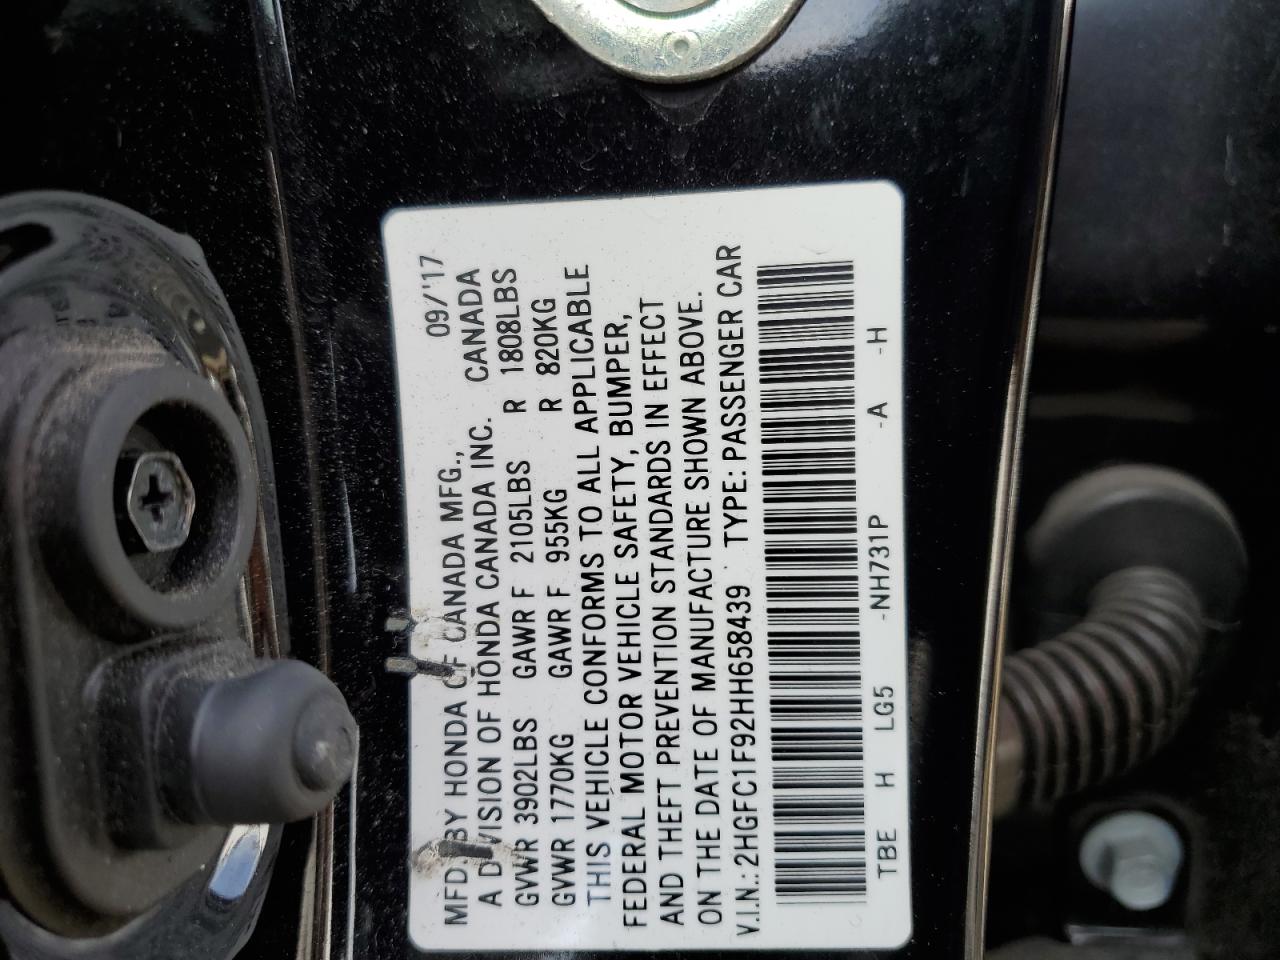 MFD BY HONDA OF CANADA MFG., 09/'17
A DIVISION OF HONDA CANADA INC. CANADA
GVWR 3902LBS GAWR F 2105LBS R 1808LBS
GVWR 1770KG GAWR F 955KG R 820KG
THIS VEHICLE CONFORMS TO ALL APPLICABLE
FEDERAL MOTOR VEHICLE SAFETY, BUMPER,
AND THEFT PREVENTION STANDARDS IN EFFECT
ON THE DATE OF MANUFACTURE SHOWN ABOVE.
V.I.N.: 2HGFC1F92HH658439 TYPE: PASSENGER CAR
TBE H LG5 -NH731P -A -H